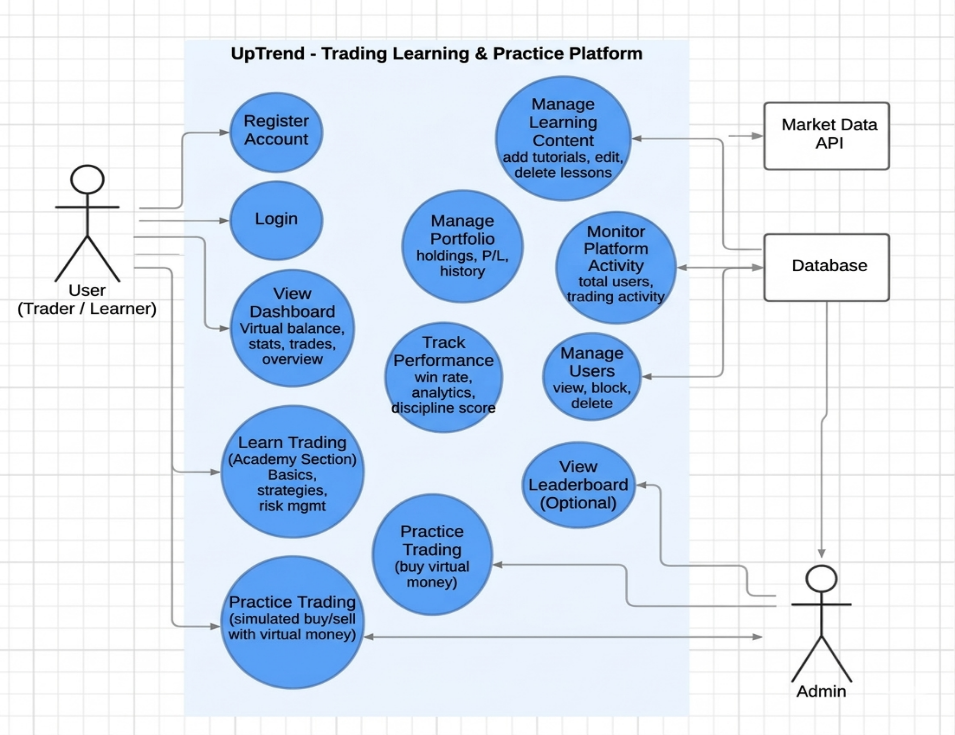 UpTrend - Trading Learning & Practice Platform
Register
Account
Login
View
Dashboard
Virtual balance,
stats, trades,
overview
Learn Trading
(Academy Section)
Basics,
strategies,
risk mgmt
Practice Trading
(simulated buy/sell
with virtual money)
Manage
Learning
Content
add tutorials, edit,
delete lessons
Manage
Portfolio
holdings, P/L,
history
Monitor
Platform
Activity
total users,
trading activity
Track
Performance
win rate,
analytics,
discipline score
Manage
Users
view, block,
delete
View
Leaderboard
(Optional)
Practice
Trading
(buy virtual
money)
User
(Trader / Learner)
Market Data
API
Database
Admin